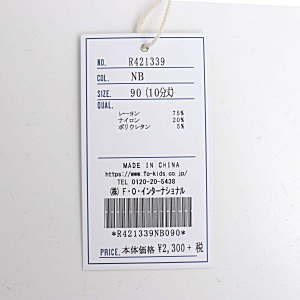 NO. R421339
COL. NB
SIZE. 90 (10分丈)
QUAL.
レーヨン 75%
ナイロン 20%
ポリウレタン 5%
MADE IN CHINA
https://www.fo-kids.co.jp/
TEL 0120-20-5438
(株)F・O・インターナショナル
*R421339NB090*
PRICE. 本体価格 ¥2,300 + 税